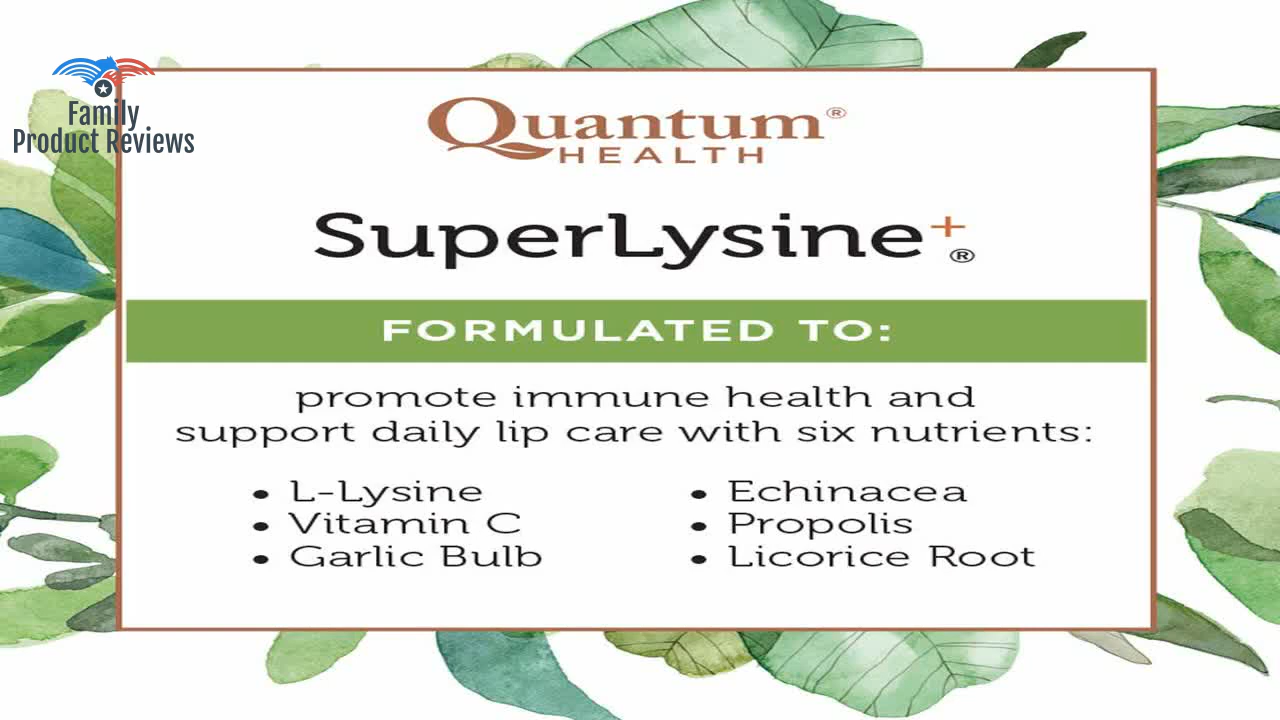 Family
Product Reviews
Quantum®
HEALTH
SuperLysine+®
FORMULATED TO:
promote immune health and
support daily lip care with six nutrients:
• L-Lysine
• Vitamin C
• Garlic Bulb
• Echinacea
• Propolis
• Licorice Root